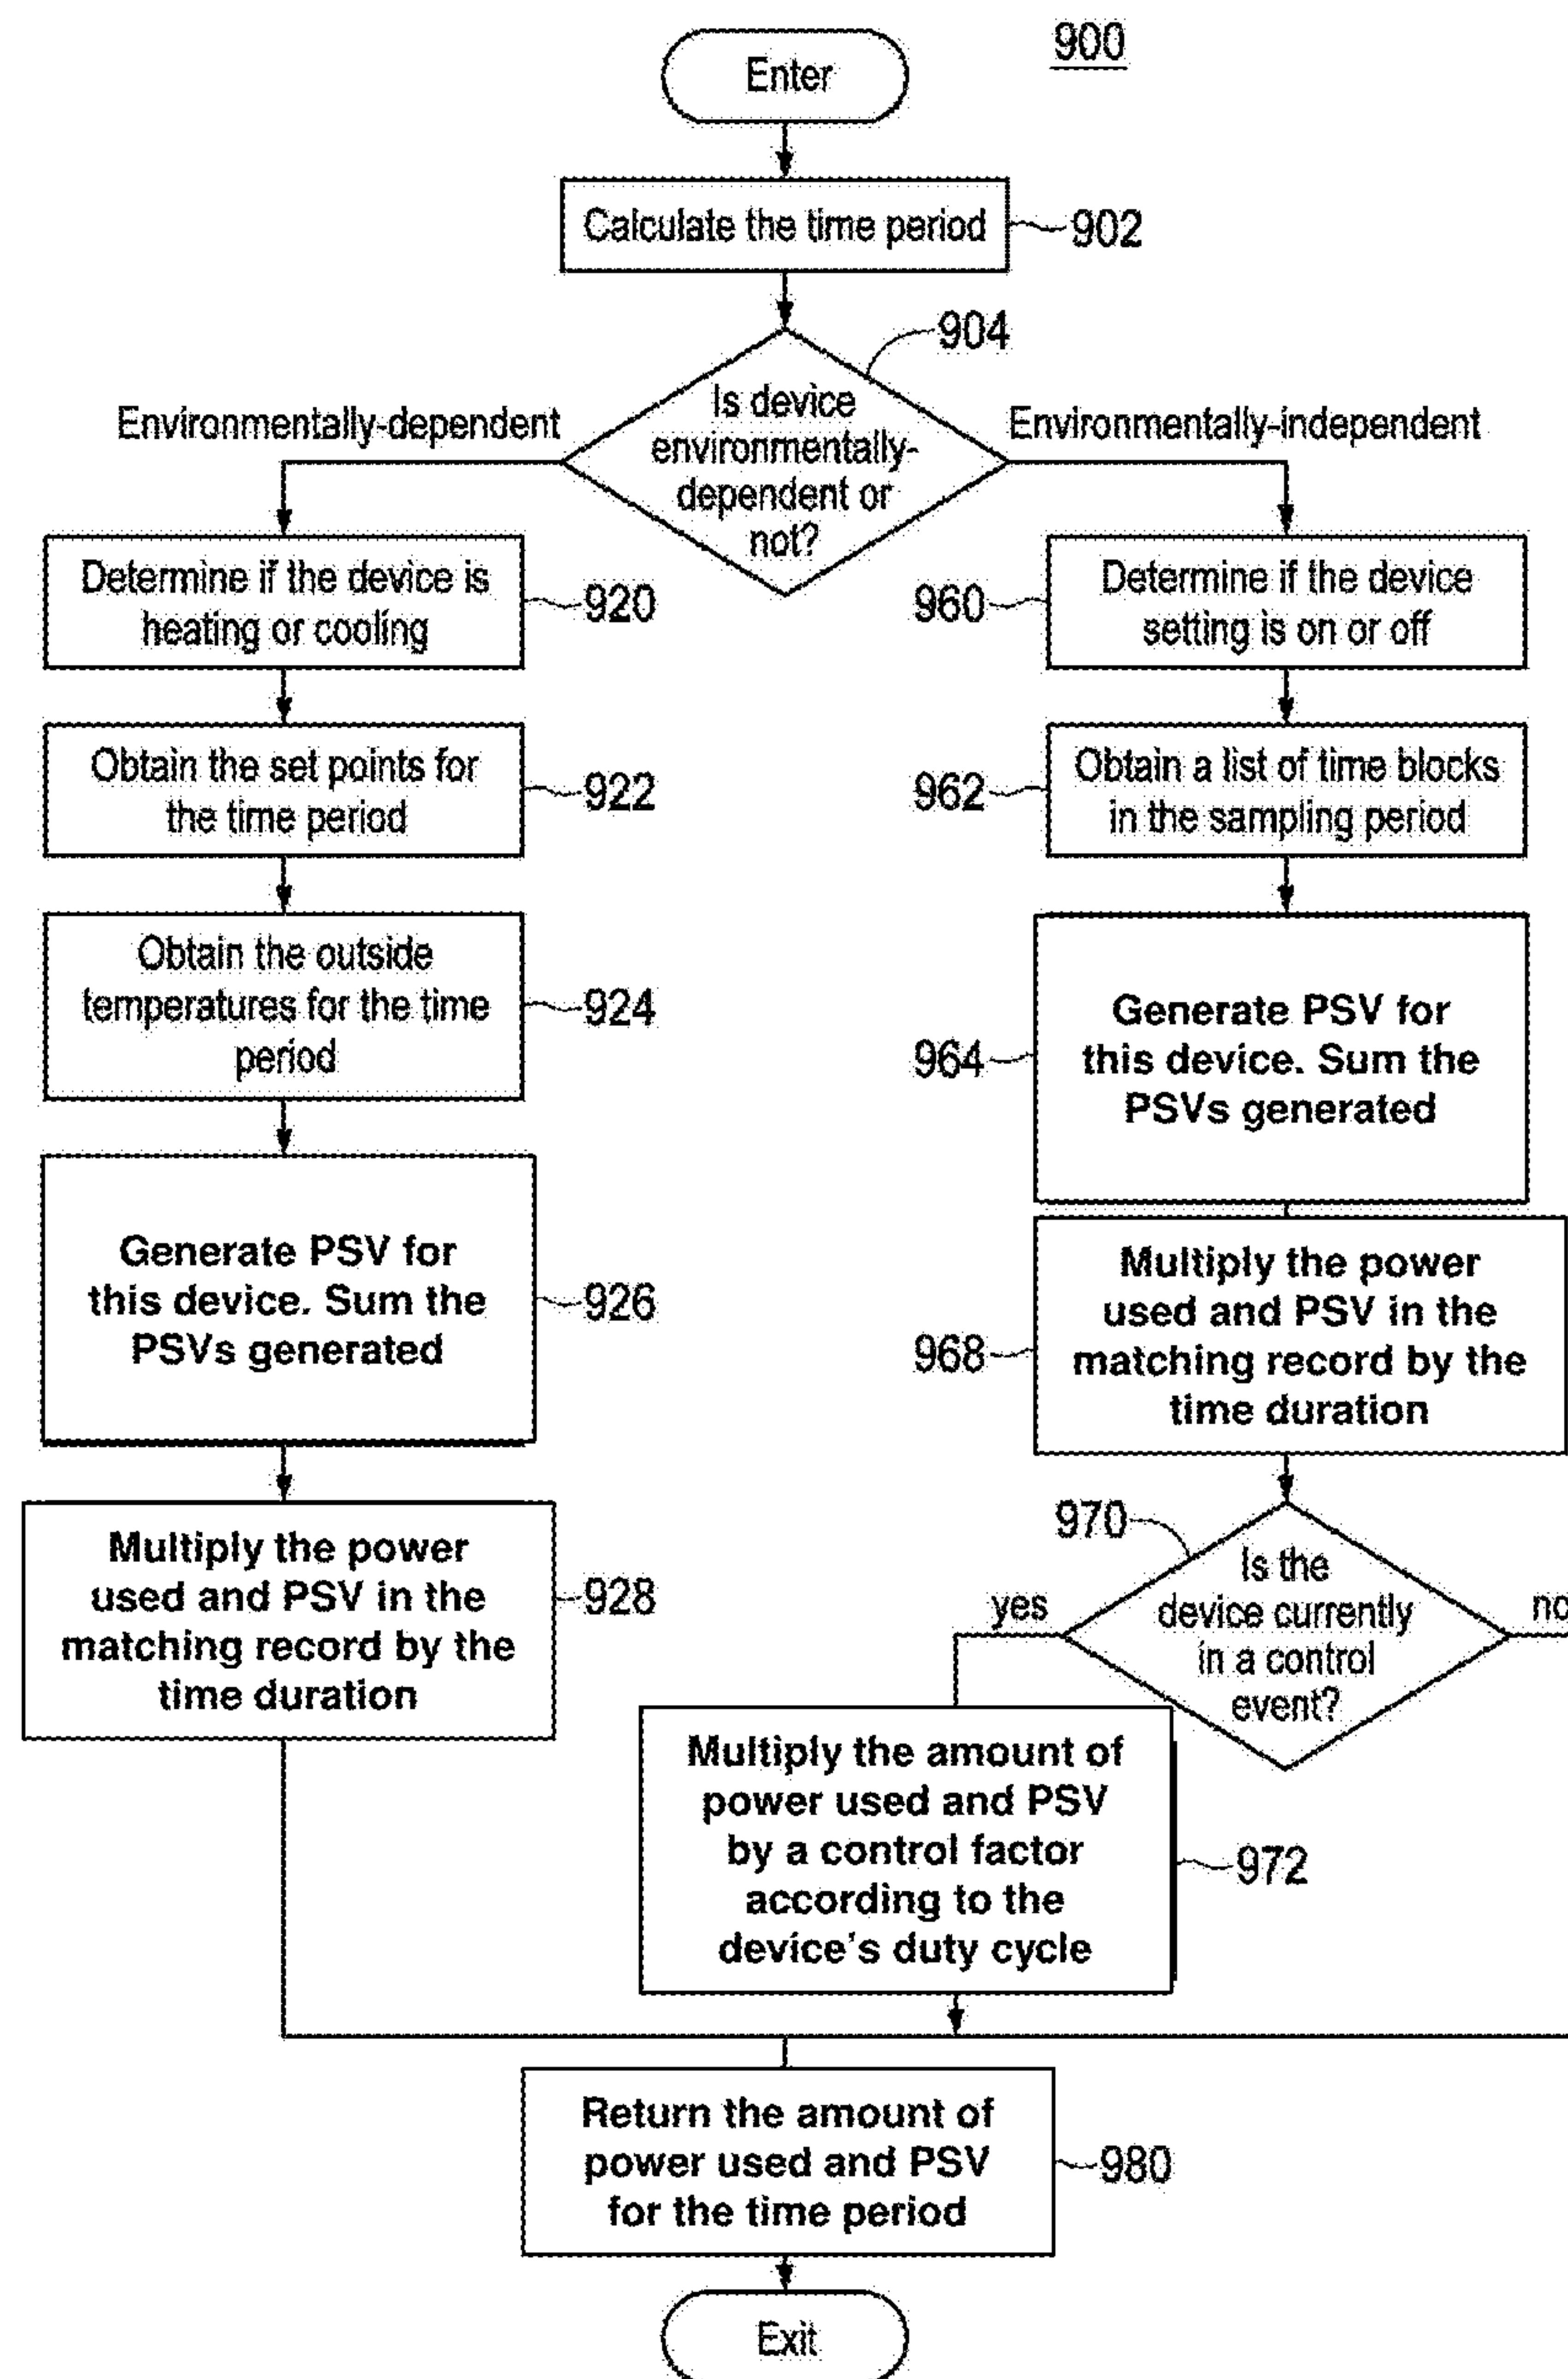 900
Enter
Calculate the time period
902
904
Is device
environmentally-
dependent or
not?
Environmentally-dependent
Environmentally-independent
Determine if the device is
heating or cooling
920
Obtain the set points for
the time period
922
Obtain the outside
temperatures for the time
period
924
Generate PSV for
this device. Sum the
PSVs generated
926
Multiply the power
used and PSV in the
matching record by the
time duration
928
960
Determine if the device
setting is on or off
962
Obtain a list of time blocks
in the sampling period
964
Generate PSV for
this device. Sum the
PSVs generated
968
Multiply the power
used and PSV in the
matching record by the
time duration
970
Is the
device currently
in a control
event?
yes
no
Multiply the amount of
power used and PSV
by a control factor
according to the
device's duty cycle
972
Return the amount of
power used and PSV
for the time period
980
Exit